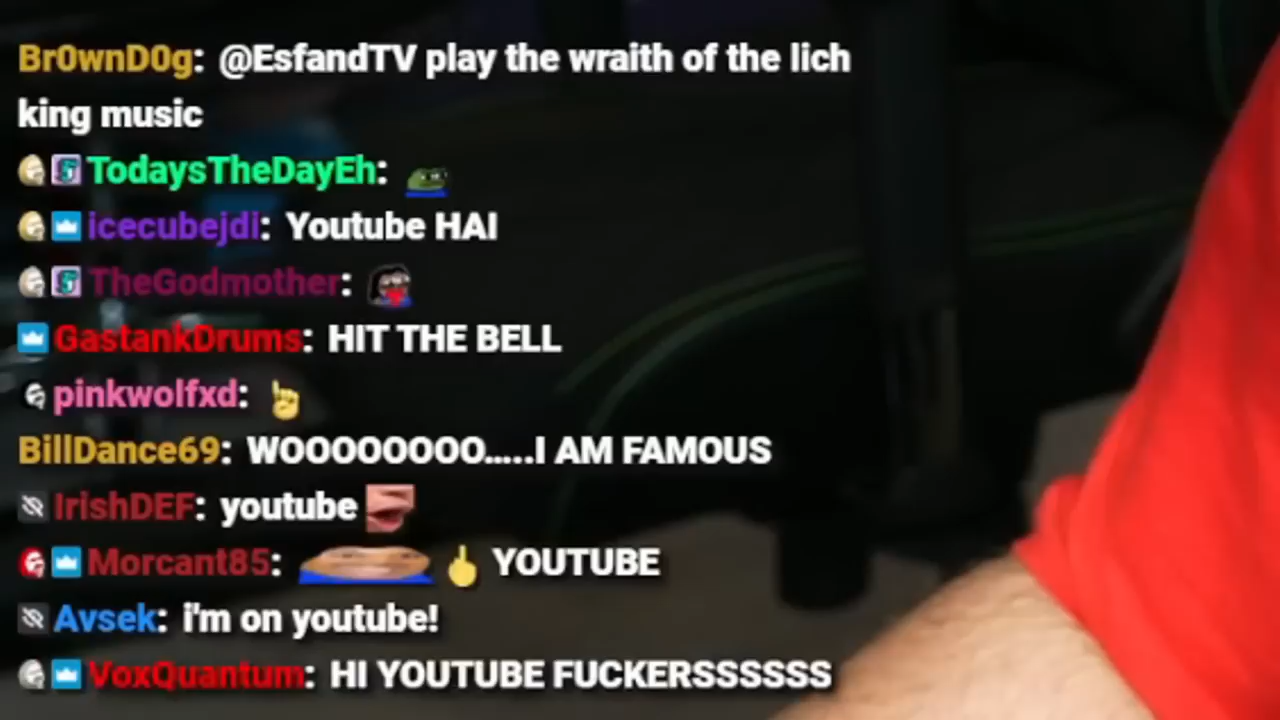 Br0wnD0g: @EsfandTV play the wraith of the lich
king music
TodaysTheDayEh:
icecubejdl: Youtube HAI
TheGodmother:
GastankDrums: HIT THE BELL
pinkwolfxd:
BillDance69: WOOOOOOOO.....I AM FAMOUS
IrishDEF: youtube
Morcant85: 🖕 YOUTUBE
Avsek: i'm on youtube!
VoxQuantum: HI YOUTUBE FUCKERSSSSSS